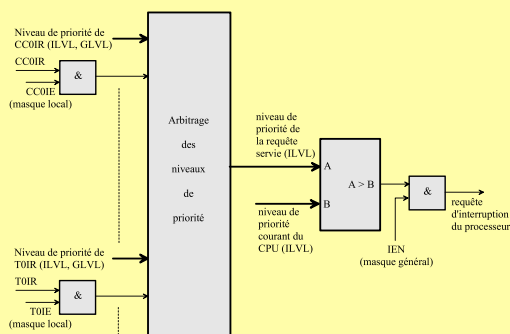 Niveau de priorité de
CC0IR (ILVL, GLVL)
CC0IR
&
CC0IE
(masque local)
Arbitrage
des
niveaux
de
priorité
niveau de
priorité de
la requête
servie (ILVL)
A
A > B
B
niveau de
priorité
courant du
CPU (ILVL)
&
requête
d'interruption
du processeur
IEN
(masque général)
Niveau de priorité de
T0IR (ILVL, GLVL)
T0IR
&
T0IE
(masque local)